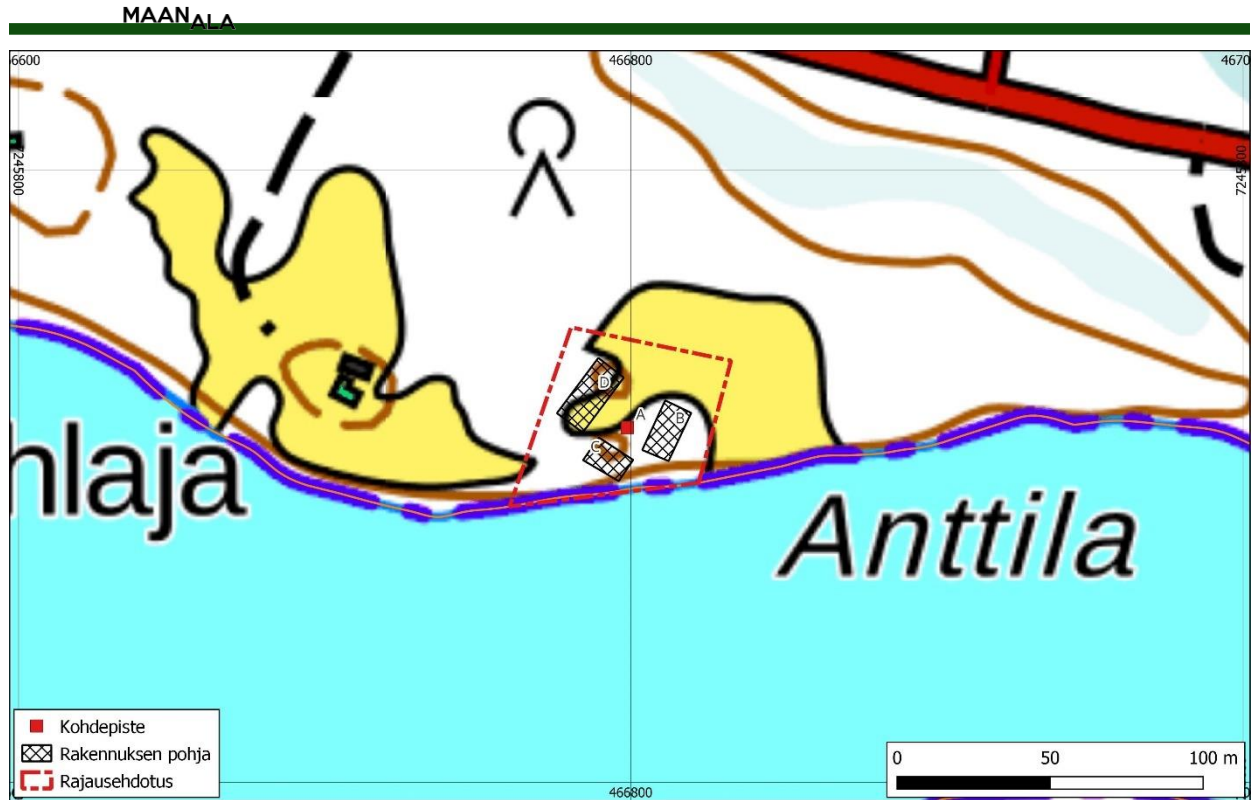 MAANALA
6600
466800
4670
7245800
7245800
D
A
B
C
hlaja
Anttila
Kohdepiste
Rakennuksen pohja
Rajausehdotus
0 50 100 m
466800